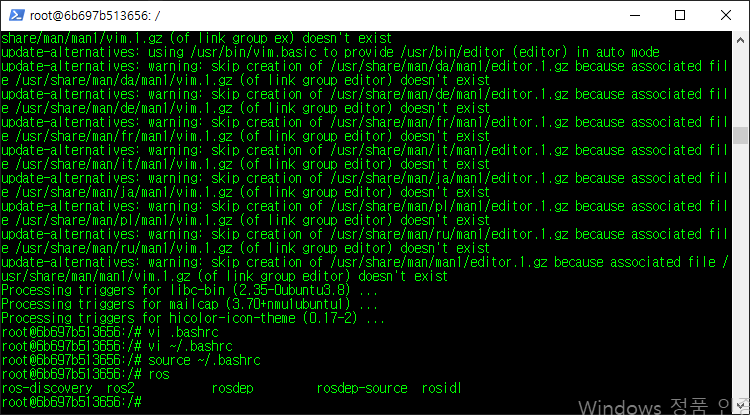 root@6b697b513656: /
share/man/man1/vim.1.gz (of link group ex) doesn't exist
update-alternatives: using /usr/bin/vim.basic to provide /usr/bin/editor (editor) in auto mode
update-alternatives: warning: skip creation of /usr/share/man/da/man1/editor.1.gz because associated fil
e /usr/share/man/da/man1/vim.1.gz (of link group editor) doesn't exist
update-alternatives: warning: skip creation of /usr/share/man/de/man1/editor.1.gz because associated fil
e /usr/share/man/de/man1/vim.1.gz (of link group editor) doesn't exist
update-alternatives: warning: skip creation of /usr/share/man/fr/man1/editor.1.gz because associated fil
e /usr/share/man/fr/man1/vim.1.gz (of link group editor) doesn't exist
update-alternatives: warning: skip creation of /usr/share/man/it/man1/editor.1.gz because associated fil
e /usr/share/man/it/man1/vim.1.gz (of link group editor) doesn't exist
update-alternatives: warning: skip creation of /usr/share/man/ja/man1/editor.1.gz because associated fil
e /usr/share/man/ja/man1/vim.1.gz (of link group editor) doesn't exist
update-alternatives: warning: skip creation of /usr/share/man/pl/man1/editor.1.gz because associated fil
e /usr/share/man/pl/man1/vim.1.gz (of link group editor) doesn't exist
update-alternatives: warning: skip creation of /usr/share/man/ru/man1/editor.1.gz because associated fil
e /usr/share/man/ru/man1/vim.1.gz (of link group editor) doesn't exist
update-alternatives: warning: skip creation of /usr/share/man/man1/editor.1.gz because associated file /
usr/share/man/man1/vim.1.gz (of link group editor) doesn't exist
Processing triggers for libc-bin (2.35-0ubuntu3.8) ...
Processing triggers for mailcap (3.70+nmu1ubuntu1) ...
Processing triggers for hicolor-icon-theme (0.17-2) ...
root@6b697b513656:/# vi .bashrc
root@6b697b513656:/# vi ~/.bashrc
root@6b697b513656:/# source ~/.bashrc
root@6b697b513656:/# ros
ros-discovery  ros2           rosdep         rosdep-source  rosidl
root@6b697b513656:/#
Windows 정품 인증